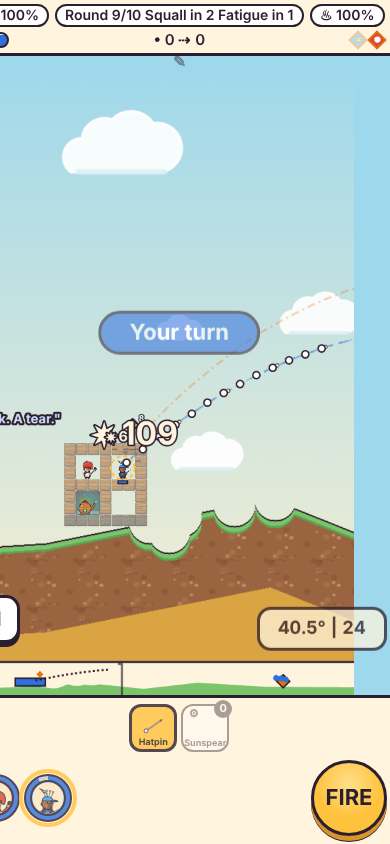 100%
Round 9/10 Squall in 2 Fatigue in 1
100%
• 0 ⇢ 0
Your turn
k. A tear."
109
40.5° | 24
Hatpin
0
Sunspear
FIRE